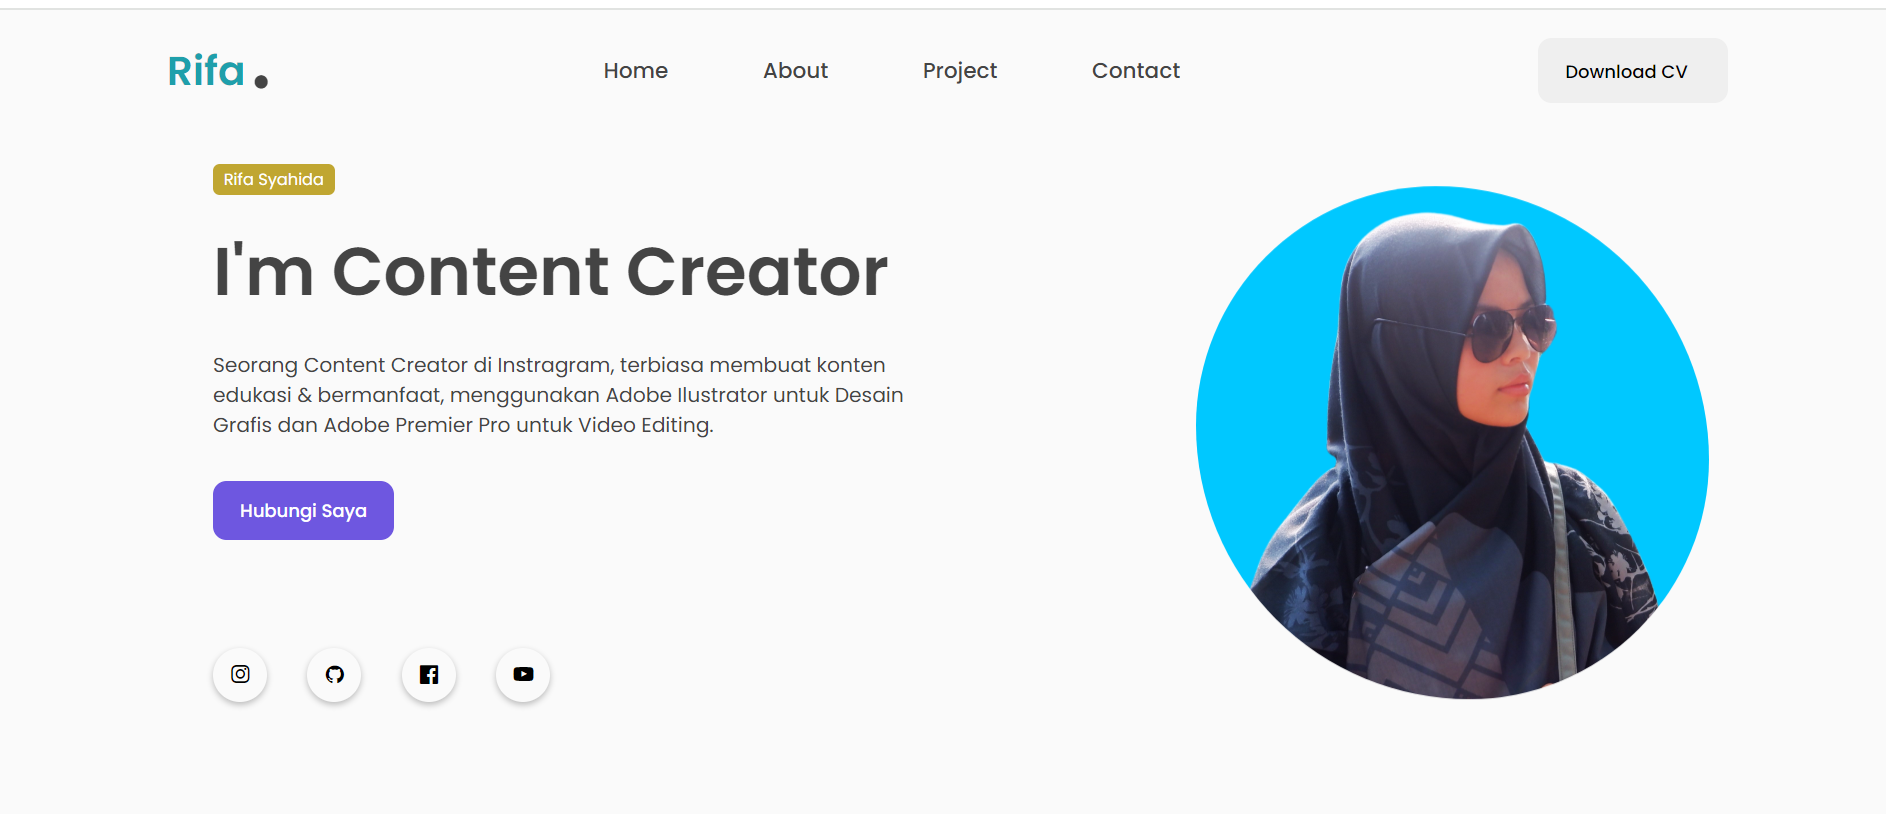 Rifa .
Home About Project Contact
Download CV
Rifa Syahida
I'm Content Creator
Seorang Content Creator di Instragram, terbiasa membuat konten
edukasi & bermanfaat, menggunakan Adobe Ilustrator untuk Desain
Grafis dan Adobe Premier Pro untuk Video Editing.
Hubungi Saya